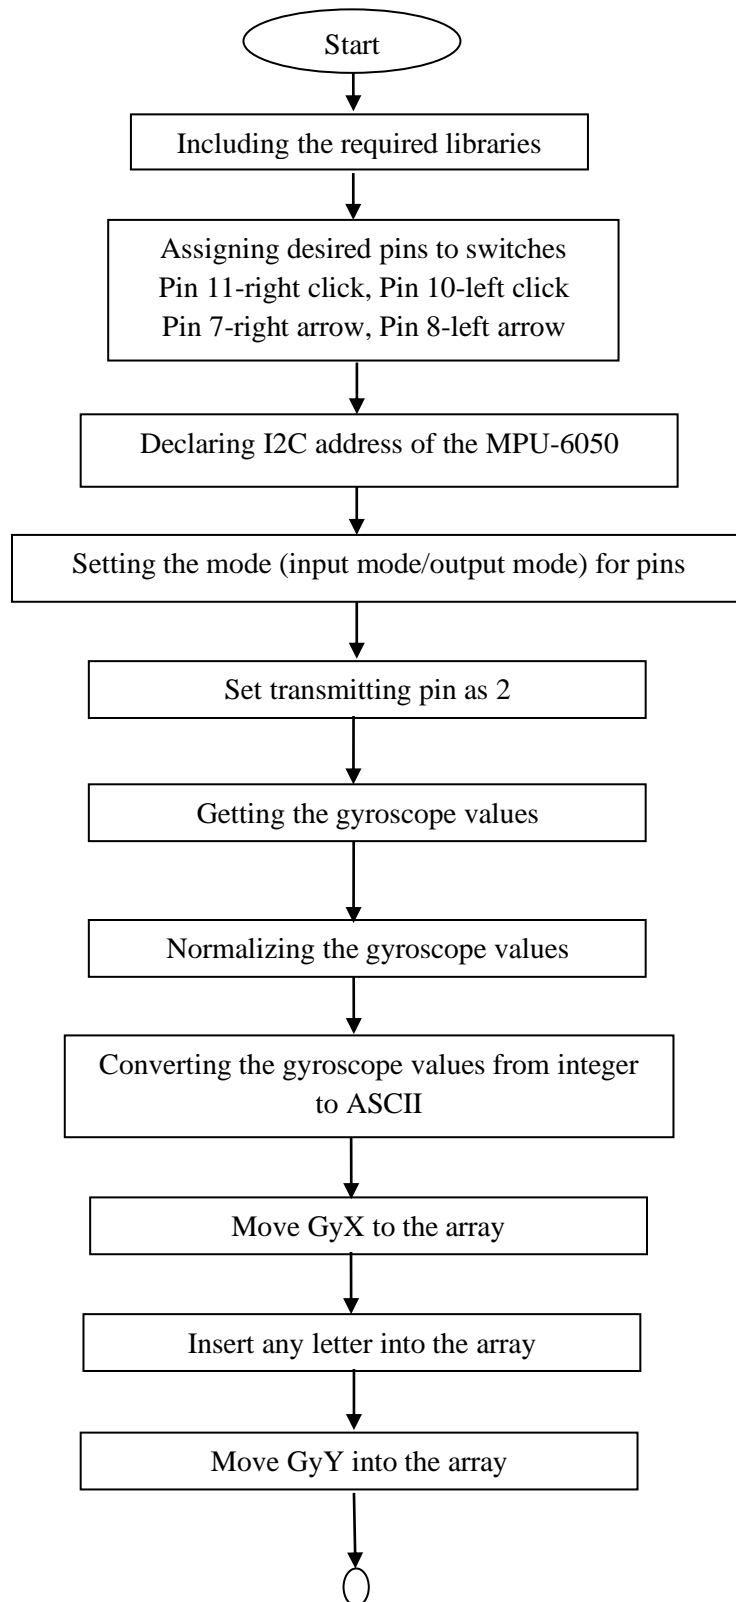 Start
Including the required libraries
Assigning desired pins to switches
Pin 11-right click, Pin 10-left click
Pin 7-right arrow, Pin 8-left arrow
Declaring I2C address of the MPU-6050
Setting the mode (input mode/output mode) for pins
Set transmitting pin as 2
Getting the gyroscope values
Normalizing the gyroscope values
Converting the gyroscope values from integer
to ASCII
Move GyX to the array
Insert any letter into the array
Move GyY into the array